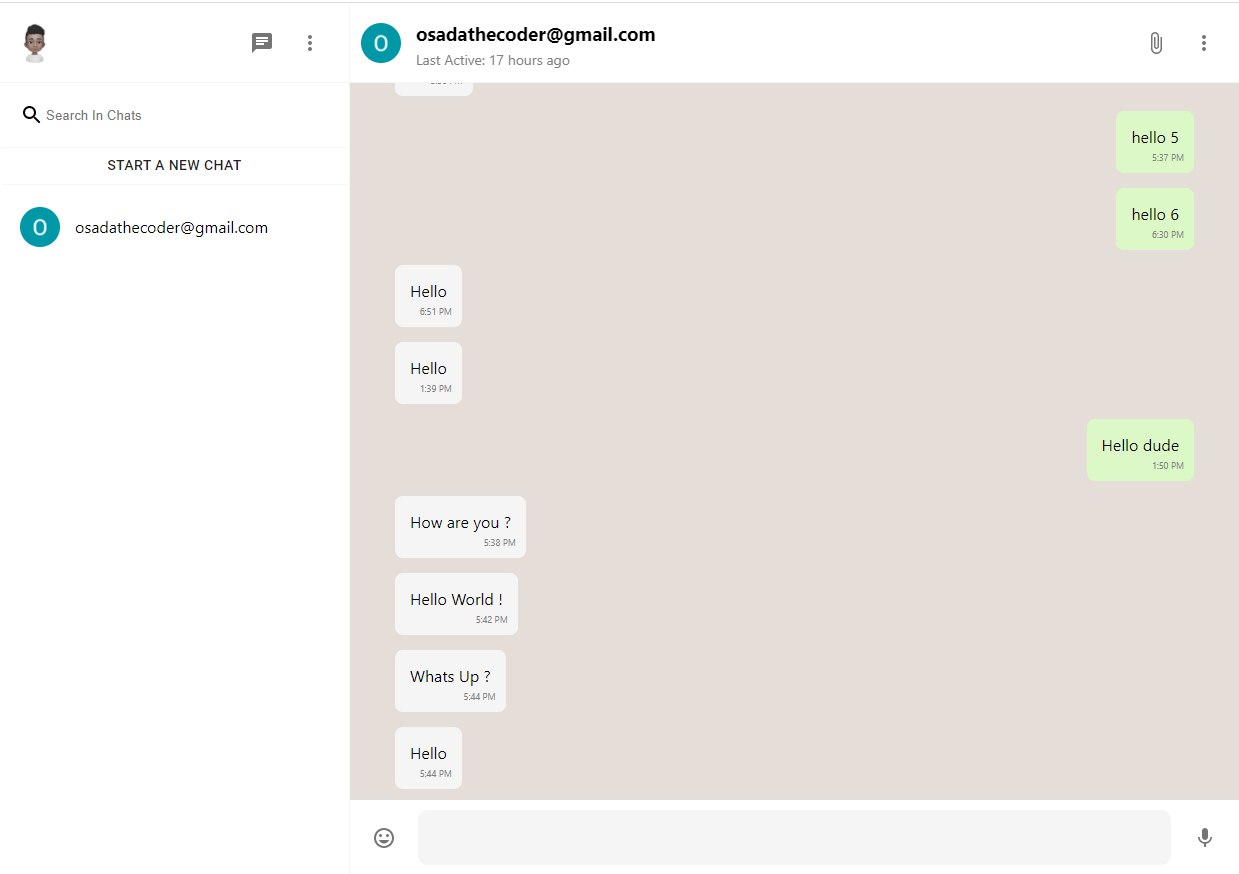 O
osadathecoder@gmail.com
Last Active: 17 hours ago
Search In Chats
START A NEW CHAT
O
osadathecoder@gmail.com
hello 5
5:37 PM
hello 6
6:30 PM
Hello
6:51 PM
Hello
1:39 PM
Hello dude
1:50 PM
How are you ?
5:38 PM
Hello World !
5:42 PM
Whats Up ?
5:44 PM
Hello
5:44 PM